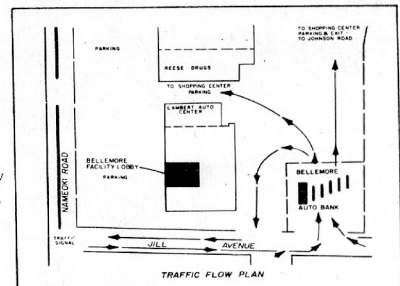 TO SHOPPING CENTER
PARKING & EXIT -
TO JOHNSON ROAD
PARKING
REESE DRUGS
TO SHOPPING CENTER
PARKING
LAMBERT AUTO
CENTER
BELLEMORE
FACILITY LOBBY
PARKING
NAMEOKI ROAD
BELLEMORE
AUTO BANK
TRAFFIC
SIGNAL
JILL AVENUE
TRAFFIC FLOW PLAN